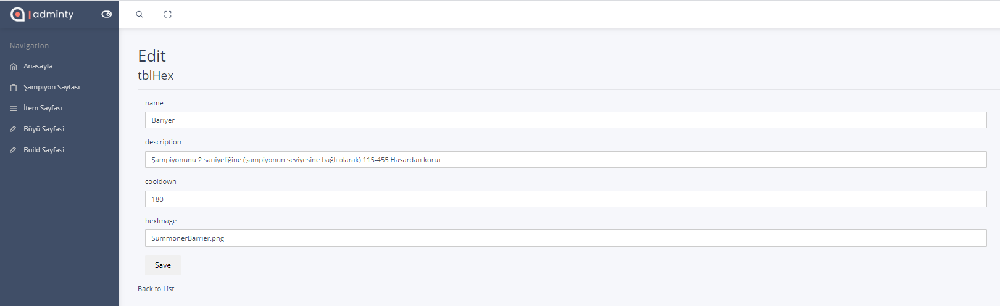 adminty
Navigation
Anasayfa
Şampiyon Sayfası
İtem Sayfası
Büyü Sayfasi
Build Sayfasi
Edit
tblHex
name
Bariyer
description
Şampiyonunu 2 saniyeliğine (şampiyonun seviyesine bağlı olarak) 115-455 Hasardan korur.
cooldown
180
hexImage
SummonerBarrier.png
Save
Back to List